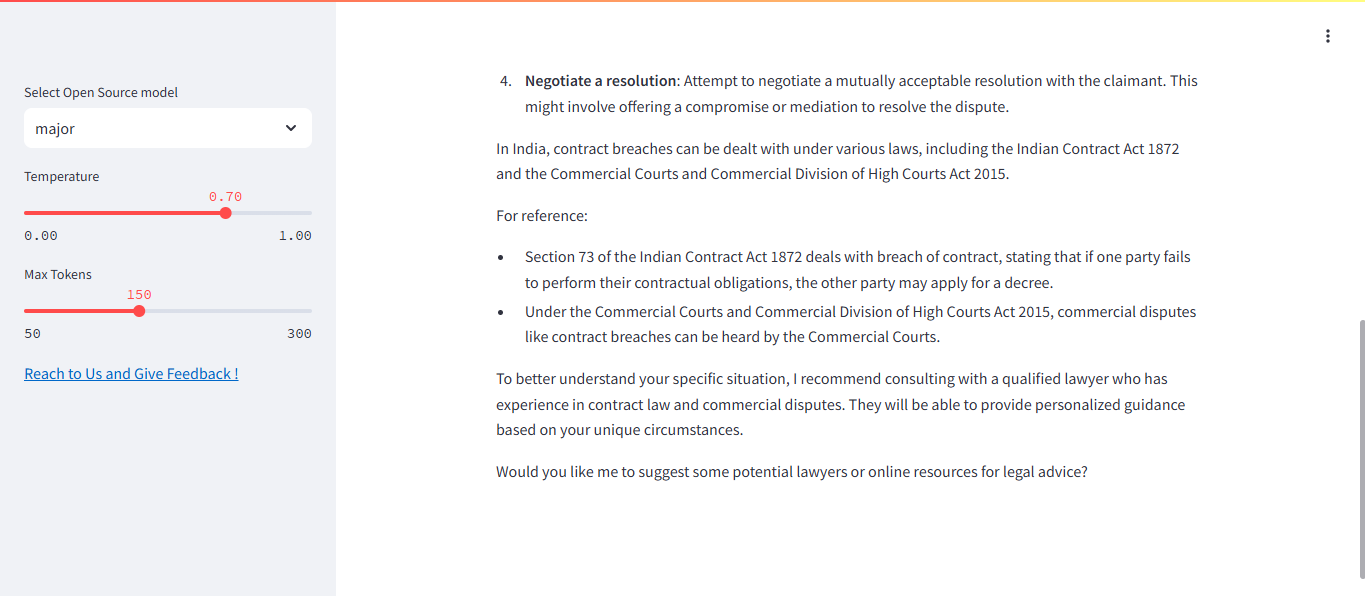 Select Open Source model
major
Temperature
0.70
0.00 1.00
Max Tokens
150
50 300
Reach to Us and Give Feedback !
4. Negotiate a resolution: Attempt to negotiate a mutually acceptable resolution with the claimant. This
might involve offering a compromise or mediation to resolve the dispute.
In India, contract breaches can be dealt with under various laws, including the Indian Contract Act 1872
and the Commercial Courts and Commercial Division of High Courts Act 2015.
For reference:
• Section 73 of the Indian Contract Act 1872 deals with breach of contract, stating that if one party fails
to perform their contractual obligations, the other party may apply for a decree.
• Under the Commercial Courts and Commercial Division of High Courts Act 2015, commercial disputes
like contract breaches can be heard by the Commercial Courts.
To better understand your specific situation, I recommend consulting with a qualified lawyer who has
experience in contract law and commercial disputes. They will be able to provide personalized guidance
based on your unique circumstances.
Would you like me to suggest some potential lawyers or online resources for legal advice?